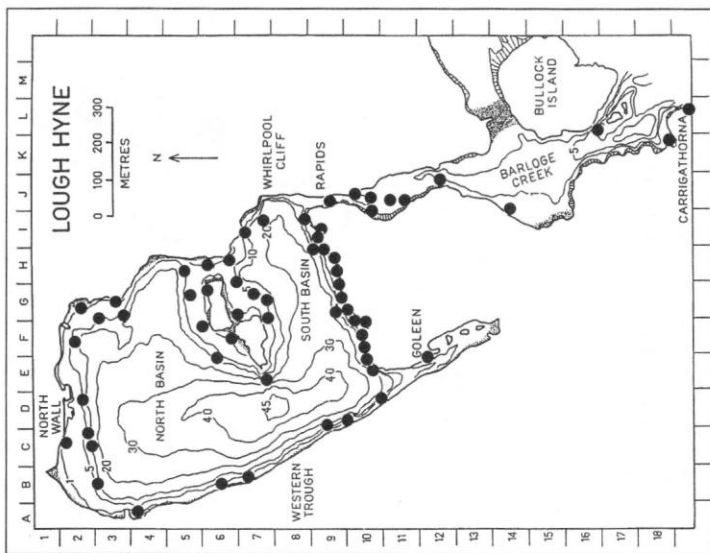 LOUGH HYNE
0 100 200 300
METRES
N
NORTH
WALL
NORTH BASIN
SOUTH BASIN
WESTERN
TROUGH
WHIRLPOOL
CLIFF
RAPIDS
GOLEEN
BARLOGE
CREEK
BULLOCK
ISLAND
CARRIGATHORNA
1
5
20
30
40
45
40
30
5
10
20
5
A B C D E F G H I J K L M
1 2 3 4 5 6 7 8 9 10 11 12 13 14 15 16 17 18